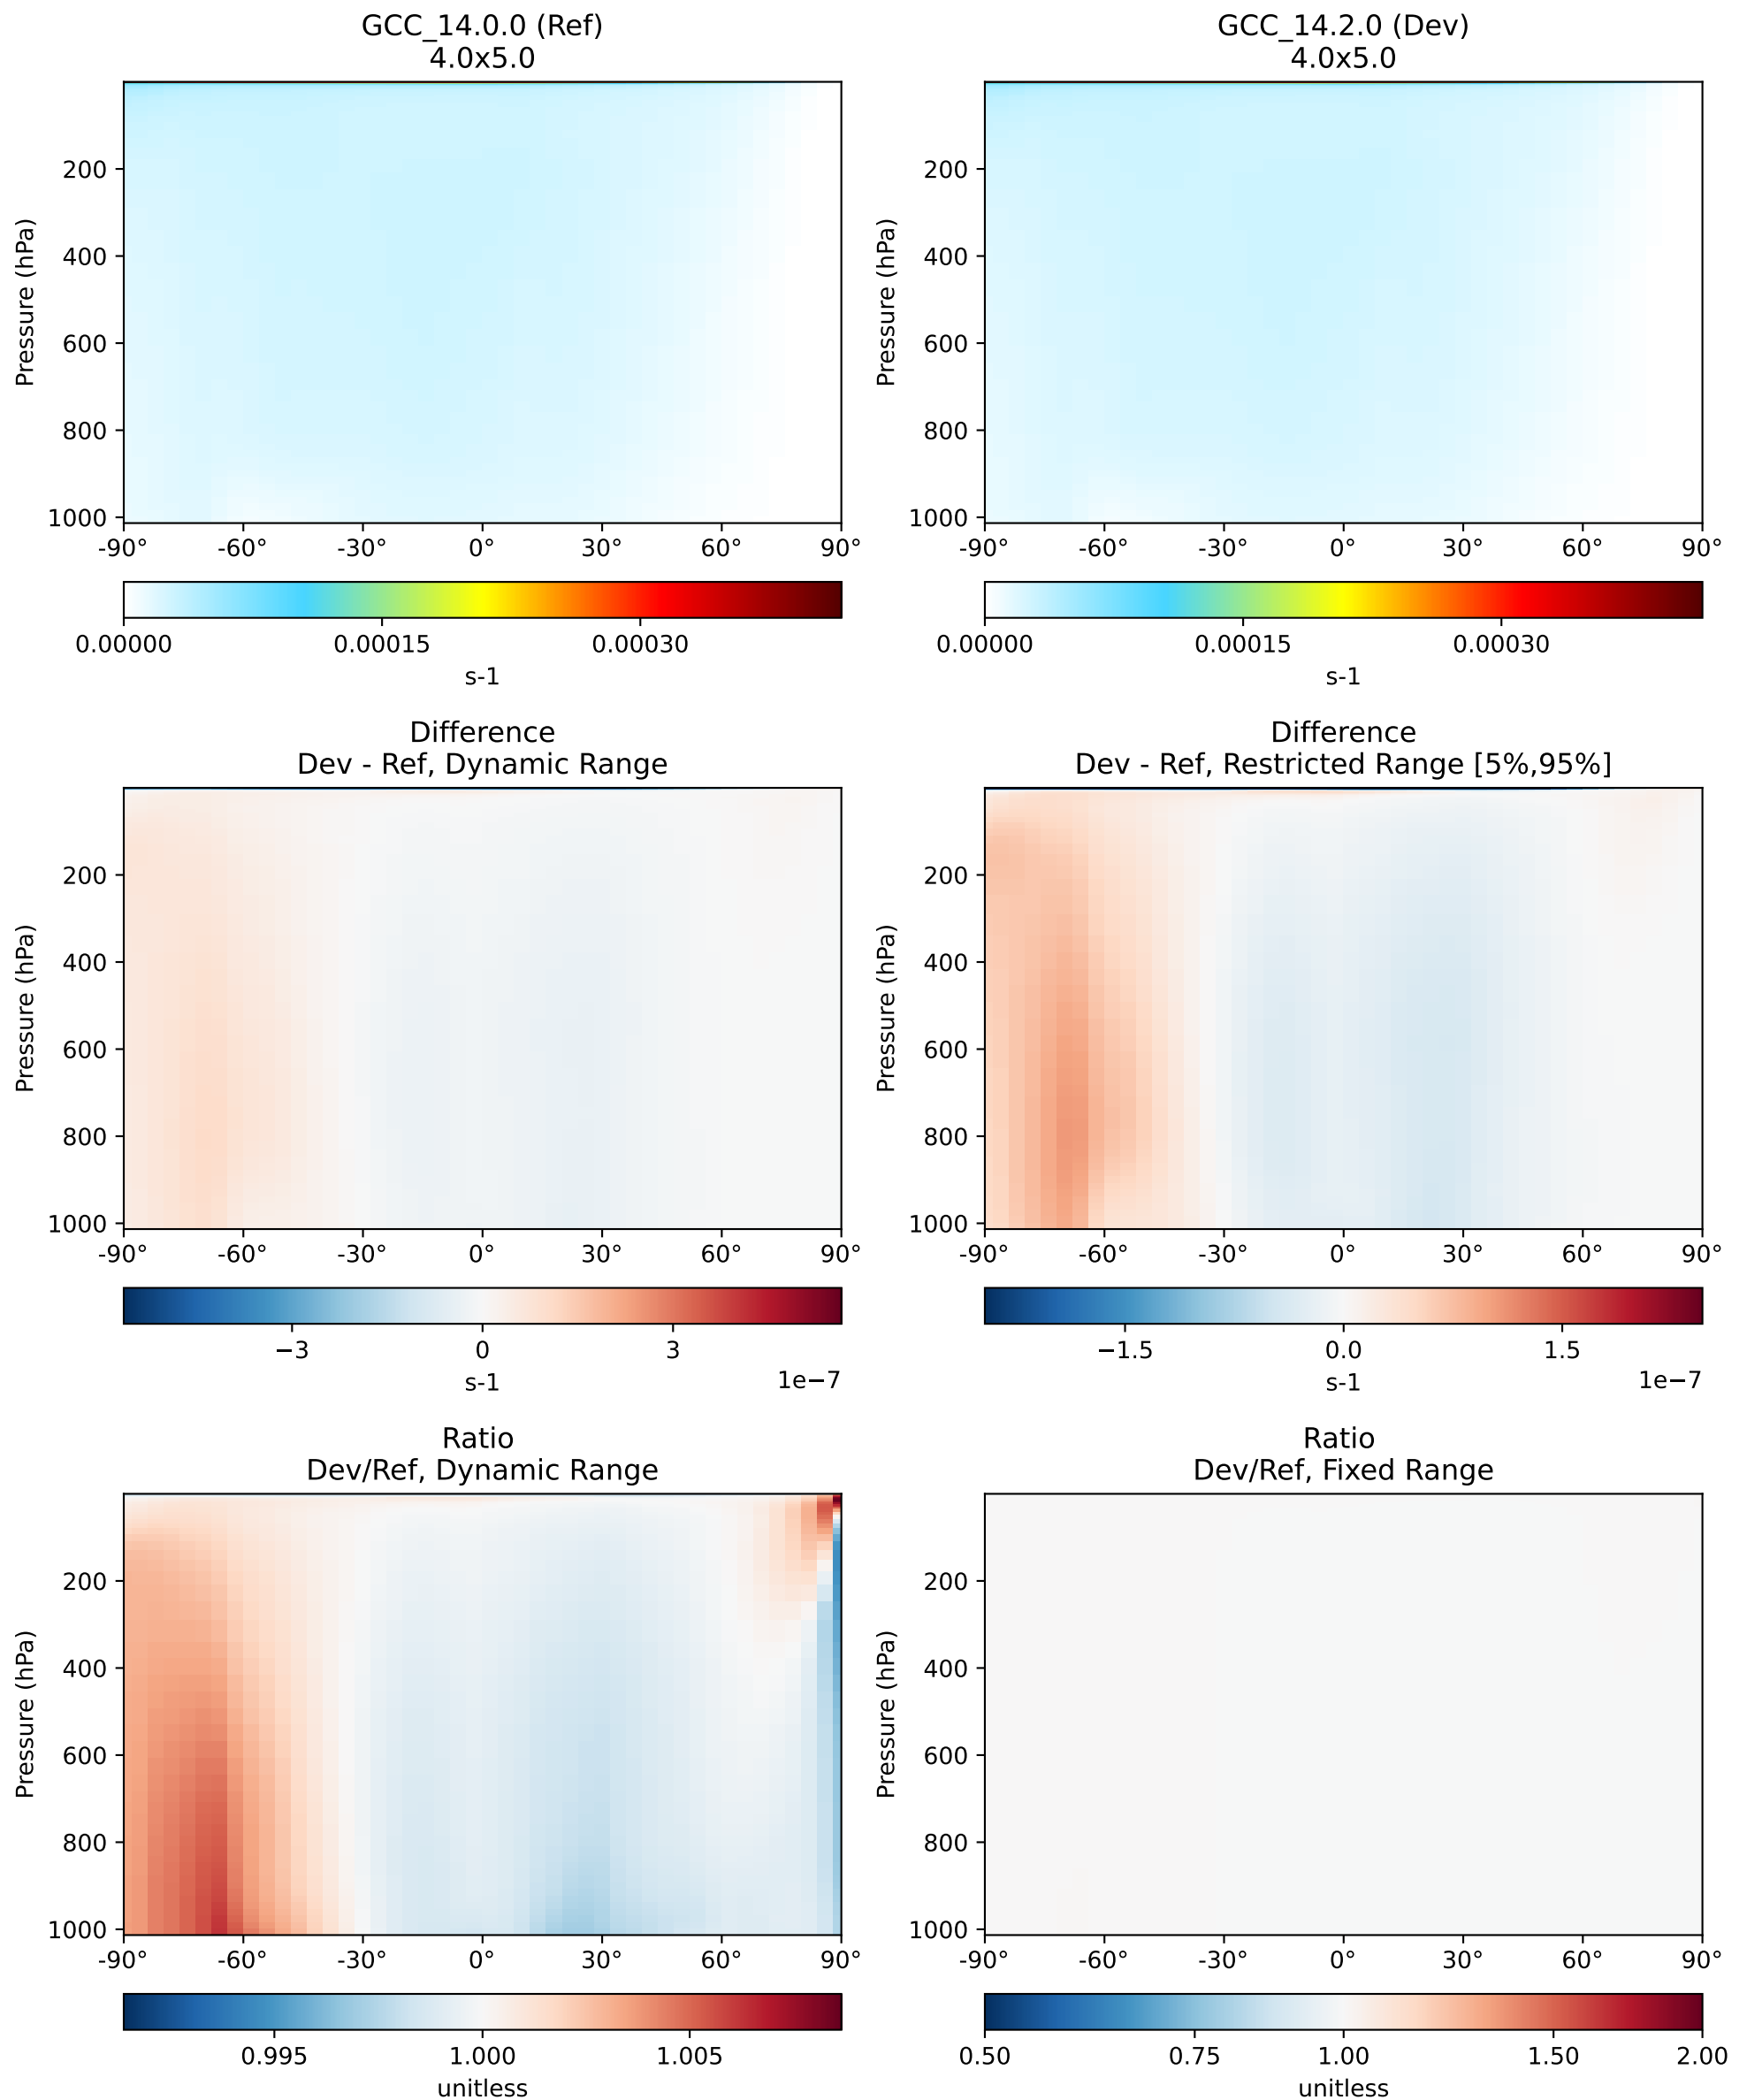 GCC_14.0.0 (Ref)
4.0x5.0
Pressure (hPa)
200
400
600
800
1000
-90° -60° -30° 0° 30° 60° 90°
0.00000 0.00015 0.00030
s-1
GCC_14.2.0 (Dev)
4.0x5.0
Pressure (hPa)
200
400
600
800
1000
-90° -60° -30° 0° 30° 60° 90°
0.00000 0.00015 0.00030
s-1
Difference
Dev - Ref, Dynamic Range
Pressure (hPa)
200
400
600
800
1000
-90° -60° -30° 0° 30° 60° 90°
−3 0 3
s-1 1e−7
Difference
Dev - Ref, Restricted Range [5%,95%]
Pressure (hPa)
200
400
600
800
1000
-90° -60° -30° 0° 30° 60° 90°
−1.5 0.0 1.5
s-1 1e−7
Ratio
Dev/Ref, Dynamic Range
Pressure (hPa)
200
400
600
800
1000
-90° -60° -30° 0° 30° 60° 90°
0.995 1.000 1.005
unitless
Ratio
Dev/Ref, Fixed Range
Pressure (hPa)
200
400
600
800
1000
-90° -60° -30° 0° 30° 60° 90°
0.50 0.75 1.00 1.50 2.00
unitless